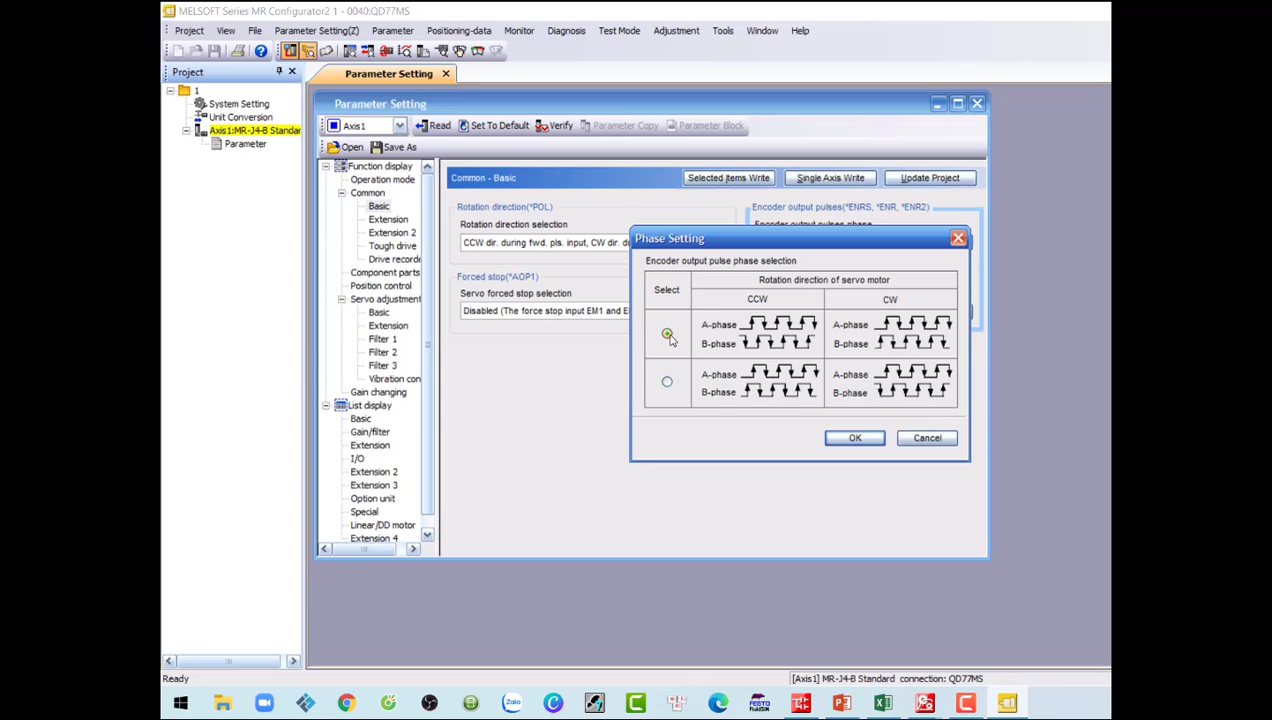 MELSOFT Series MR Configurator2 1 - 0040:QD77MS
Project View File Parameter Setting(Z) Parameter Positioning-data Monitor Diagnosis Test Mode Adjustment Tools Window Help
Project
Parameter Setting
1
System Setting
Unit Conversion
Axis1:MR-J4-B Standar
Parameter
Parameter Setting
Axis1
Read
Set To Default
Verify
Parameter Copy
Parameter Block
Open
Save As
Function display
Operation mode
Common
Basic
Extension
Extension 2
Tough drive
Drive recorde
Component parts
Position control
Servo adjustment
Basic
Extension
Filter 1
Filter 2
Filter 3
Vibration con
Gain changing
List display
Basic
Gain/filter
Extension
I/O
Extension 2
Extension 3
Option unit
Special
Linear/DD motor
Extension 4
Common - Basic
Selected Items Write
Single Axis Write
Update Project
Rotation direction(*POL)
Rotation direction selection
CCW dir. during fwd. pls. input, CW dir. d
Forced stop(*AOP1)
Servo forced stop selection
Disabled (The force stop input EM1 and E
Encoder output pulses(*ENRS, *ENR, *ENR2)
Encoder output pulses phase
Phase Setting
Encoder output pulse phase selection
Select
Rotation direction of servo motor
CCW
CW
A-phase
A-phase
B-phase
B-phase
A-phase
A-phase
B-phase
B-phase
OK
Cancel
Ready
[Axis1] MR-J4-B Standard connection: QD77MS
Zalo
FESTO